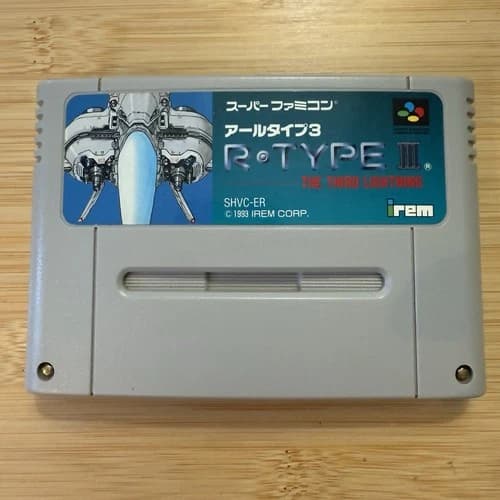 スーパーファミコン®
アールタイプ3
R・TYPE III®
THE THIRD LIGHTNING
SHVC-ER
© 1993 IREM CORP.
irem